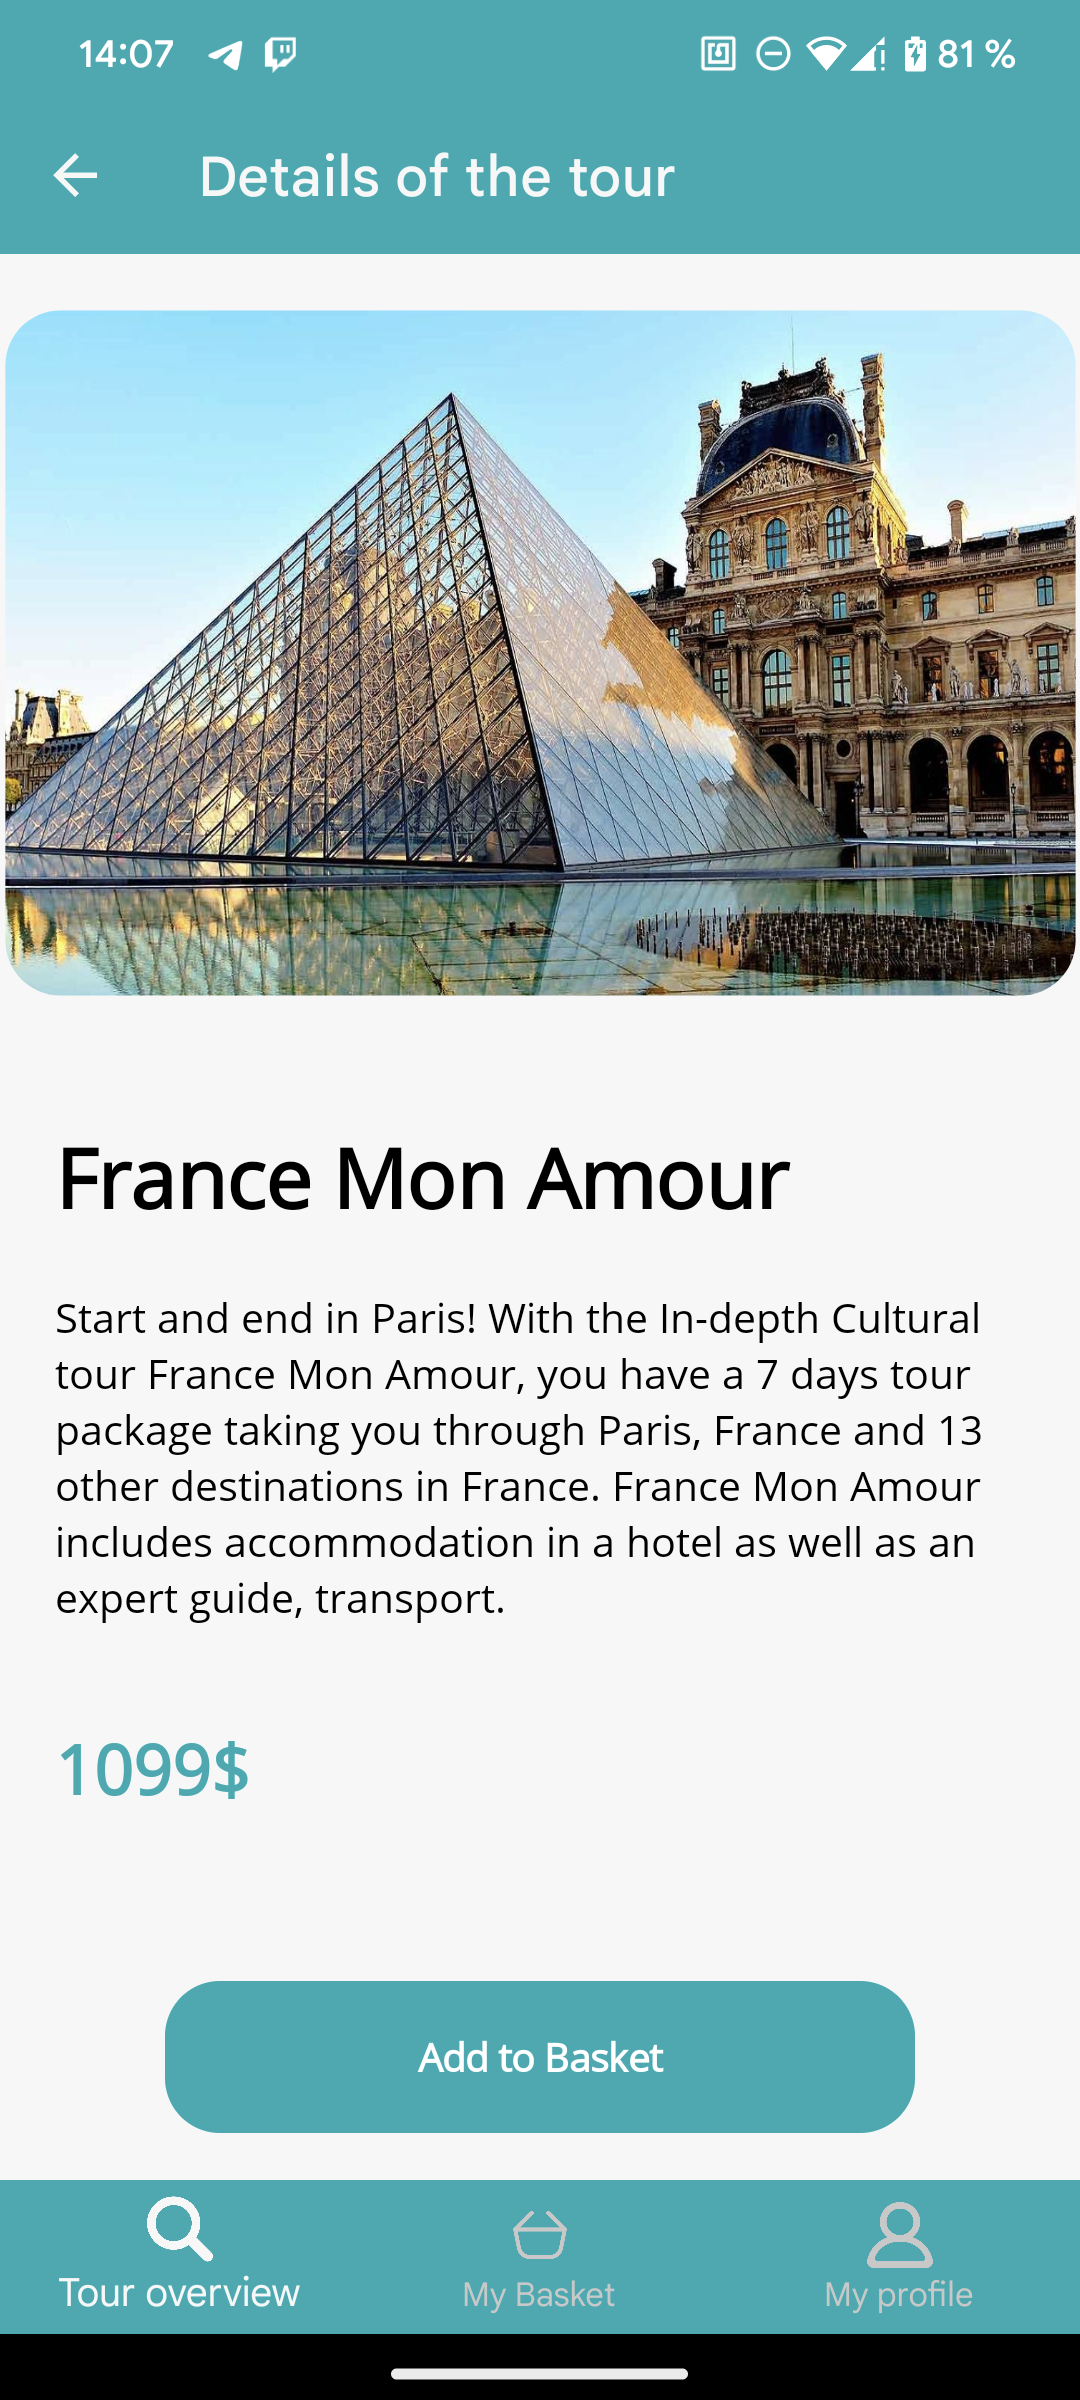 14:07
81 %
Details of the tour
France Mon Amour
Start and end in Paris! With the In-depth Cultural
tour France Mon Amour, you have a 7 days tour
package taking you through Paris, France and 13
other destinations in France. France Mon Amour
includes accommodation in a hotel as well as an
expert guide, transport.
1099$
Add to Basket
Tour overview
My Basket
My profile